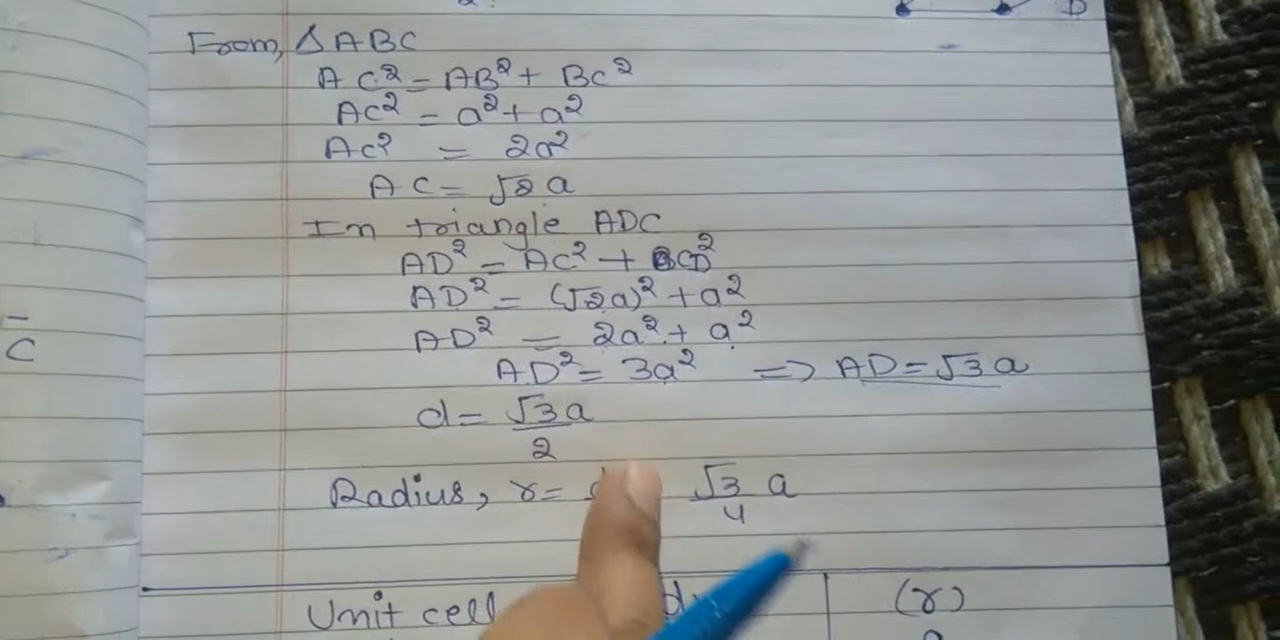 D
From, △ABC
AC² = AB² + BC²
AC² = a² + a²
AC² = 2a²
AC = √2 a
In triangle ADC
AD² = AC² + CD²
AD² = (√2a)² + a²
C
AD² = 2a² + a²
AD² = 3a² => AD = √3 a
d = √3a/2
Radius, r = √3/4 a
Unit cell d (r)